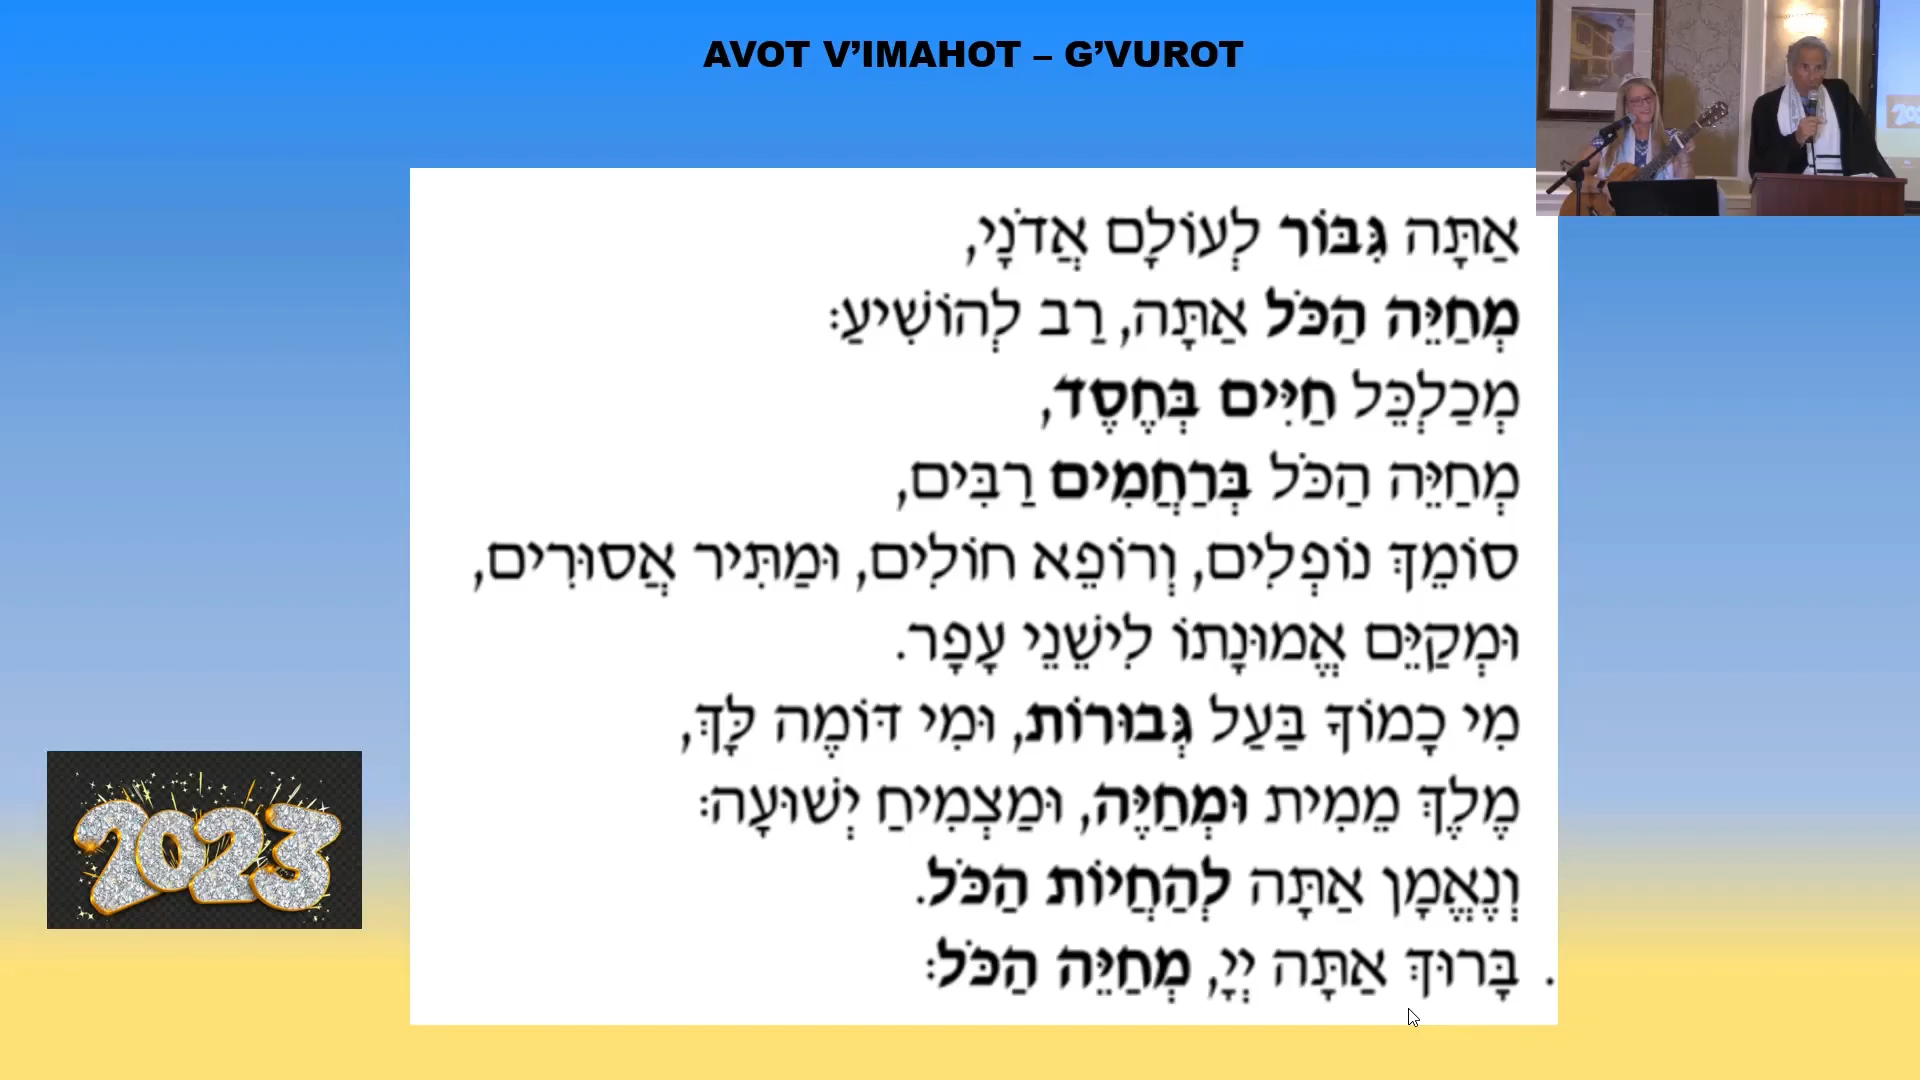 AVOT V’IMAHOT – G’VUROT
אַתָּה גִּבּוֹר לְעוֹלָם אֲדֹנָי,
מְחַיֵּה הַכֹּל אַתָּה, רַב לְהוֹשִׁיעַ:
מְכַלְכֵּל חַיִּים בְּחֶסֶד,
מְחַיֵּה הַכֹּל בְּרַחֲמִים רַבִּים,
סוֹמֵךְ נוֹפְלִים, וְרוֹפֵא חוֹלִים, וּמַתִּיר אֲסוּרִים,
וּמְקַיֵּם אֱמוּנָתוֹ לִישֵׁנֵי עָפָר.
מִי כָמוֹךָ בַּעַל גְּבוּרוֹת, וּמִי דּוֹמֶה לָּךְ,
מֶלֶךְ מֵמִית וּמְחַיֶּה, וּמַצְמִיחַ יְשׁוּעָה:
וְנֶאֱמָן אַתָּה לְהַחֲיוֹת הַכֹּל.
. בָּרוּךְ אַתָּה יְיָ, מְחַיֵּה הַכֹּל:
2023